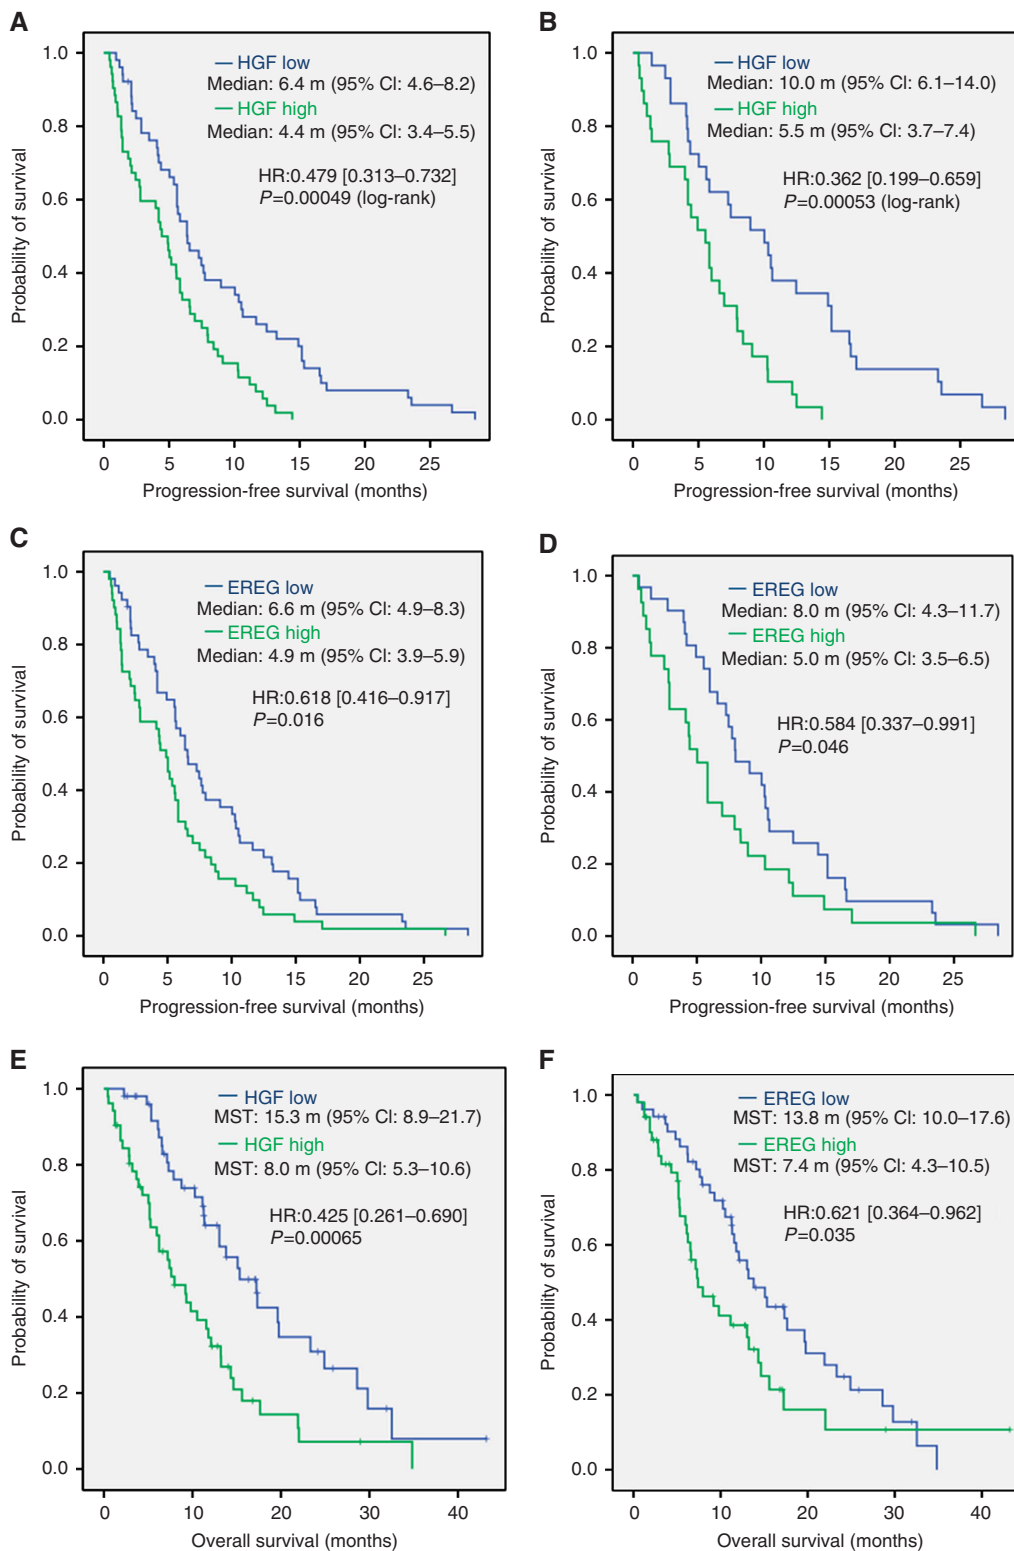 A
1.0
0.8
0.6
0.4
0.2
0.0
Probability of survival
HGF low
Median: 6.4 m (95% CI: 4.6–8.2)
HGF high
Median: 4.4 m (95% CI: 3.4–5.5)
HR:0.479 [0.313–0.732]
P=0.00049 (log-rank)
0 5 10 15 20 25
Progression-free survival (months)
B
1.0
0.8
0.6
0.4
0.2
0.0
Probability of survival
HGF low
Median: 10.0 m (95% CI: 6.1–14.0)
HGF high
Median: 5.5 m (95% CI: 3.7–7.4)
HR:0.362 [0.199–0.659]
P=0.00053 (log-rank)
0 5 10 15 20 25
Progression-free survival (months)
C
1.0
0.8
0.6
0.4
0.2
0.0
Probability of survival
EREG low
Median: 6.6 m (95% CI: 4.9–8.3)
EREG high
Median: 4.9 m (95% CI: 3.9–5.9)
HR:0.618 [0.416–0.917]
P=0.016
0 5 10 15 20 25
Progression-free survival (months)
D
1.0
0.8
0.6
0.4
0.2
0.0
Probability of survival
EREG low
Median: 8.0 m (95% CI: 4.3–11.7)
EREG high
Median: 5.0 m (95% CI: 3.5–6.5)
HR:0.584 [0.337–0.991]
P=0.046
0 5 10 15 20 25
Progression-free survival (months)
E
1.0
0.8
0.6
0.4
0.2
0.0
Probability of survival
HGF low
MST: 15.3 m (95% CI: 8.9–21.7)
HGF high
MST: 8.0 m (95% CI: 5.3–10.6)
HR:0.425 [0.261–0.690]
P=0.00065
0 10 20 30 40
Overall survival (months)
F
1.0
0.8
0.6
0.4
0.2
0.0
Probability of survival
EREG low
MST: 13.8 m (95% CI: 10.0–17.6)
EREG high
MST: 7.4 m (95% CI: 4.3–10.5)
HR:0.621 [0.364–0.962]
P=0.035
0 10 20 30 40
Overall survival (months)